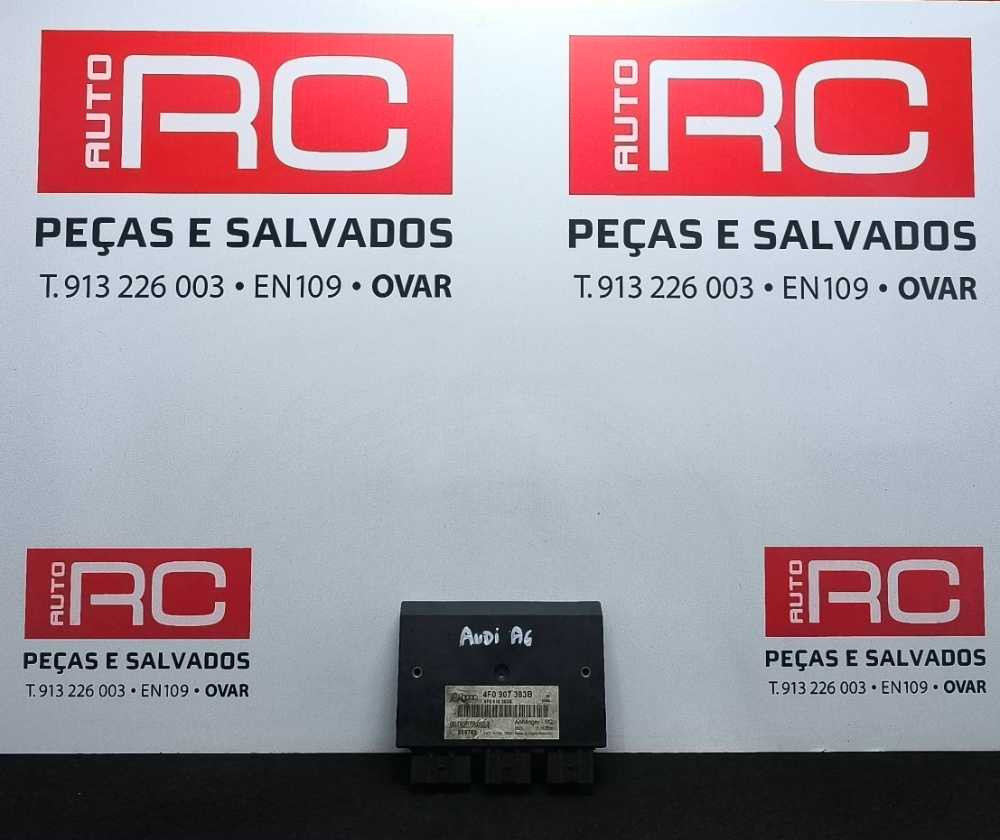 AUTO RC
PEÇAS E SALVADOS
T. 913 226 003 • EN109 • OVAR
AUTO RC
PEÇAS E SALVADOS
T. 913 226 003 • EN109 • OVAR
AUTO RC
PEÇAS E SALVADOS
T. 913 226 003 • EN109 • OVAR
AUTO RC
PEÇAS E SALVADOS
T. 913 226 003 • EN109 • OVAR
AUDi A6
4F0 907 383B